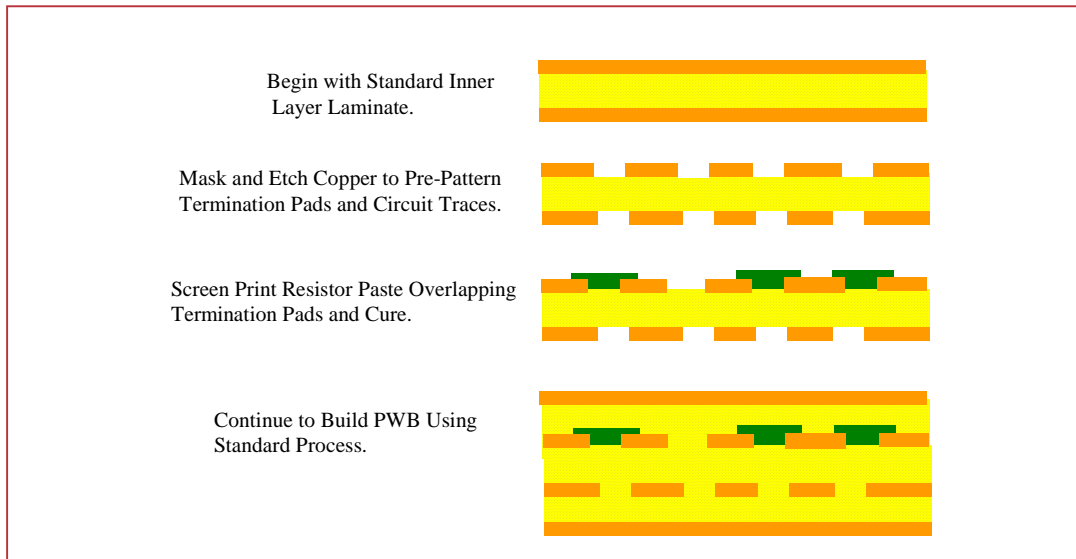 Begin with Standard Inner
Layer Laminate.
Mask and Etch Copper to Pre-Pattern
Termination Pads and Circuit Traces.
Screen Print Resistor Paste Overlapping
Termination Pads and Cure.
Continue to Build PWB Using
Standard Process.